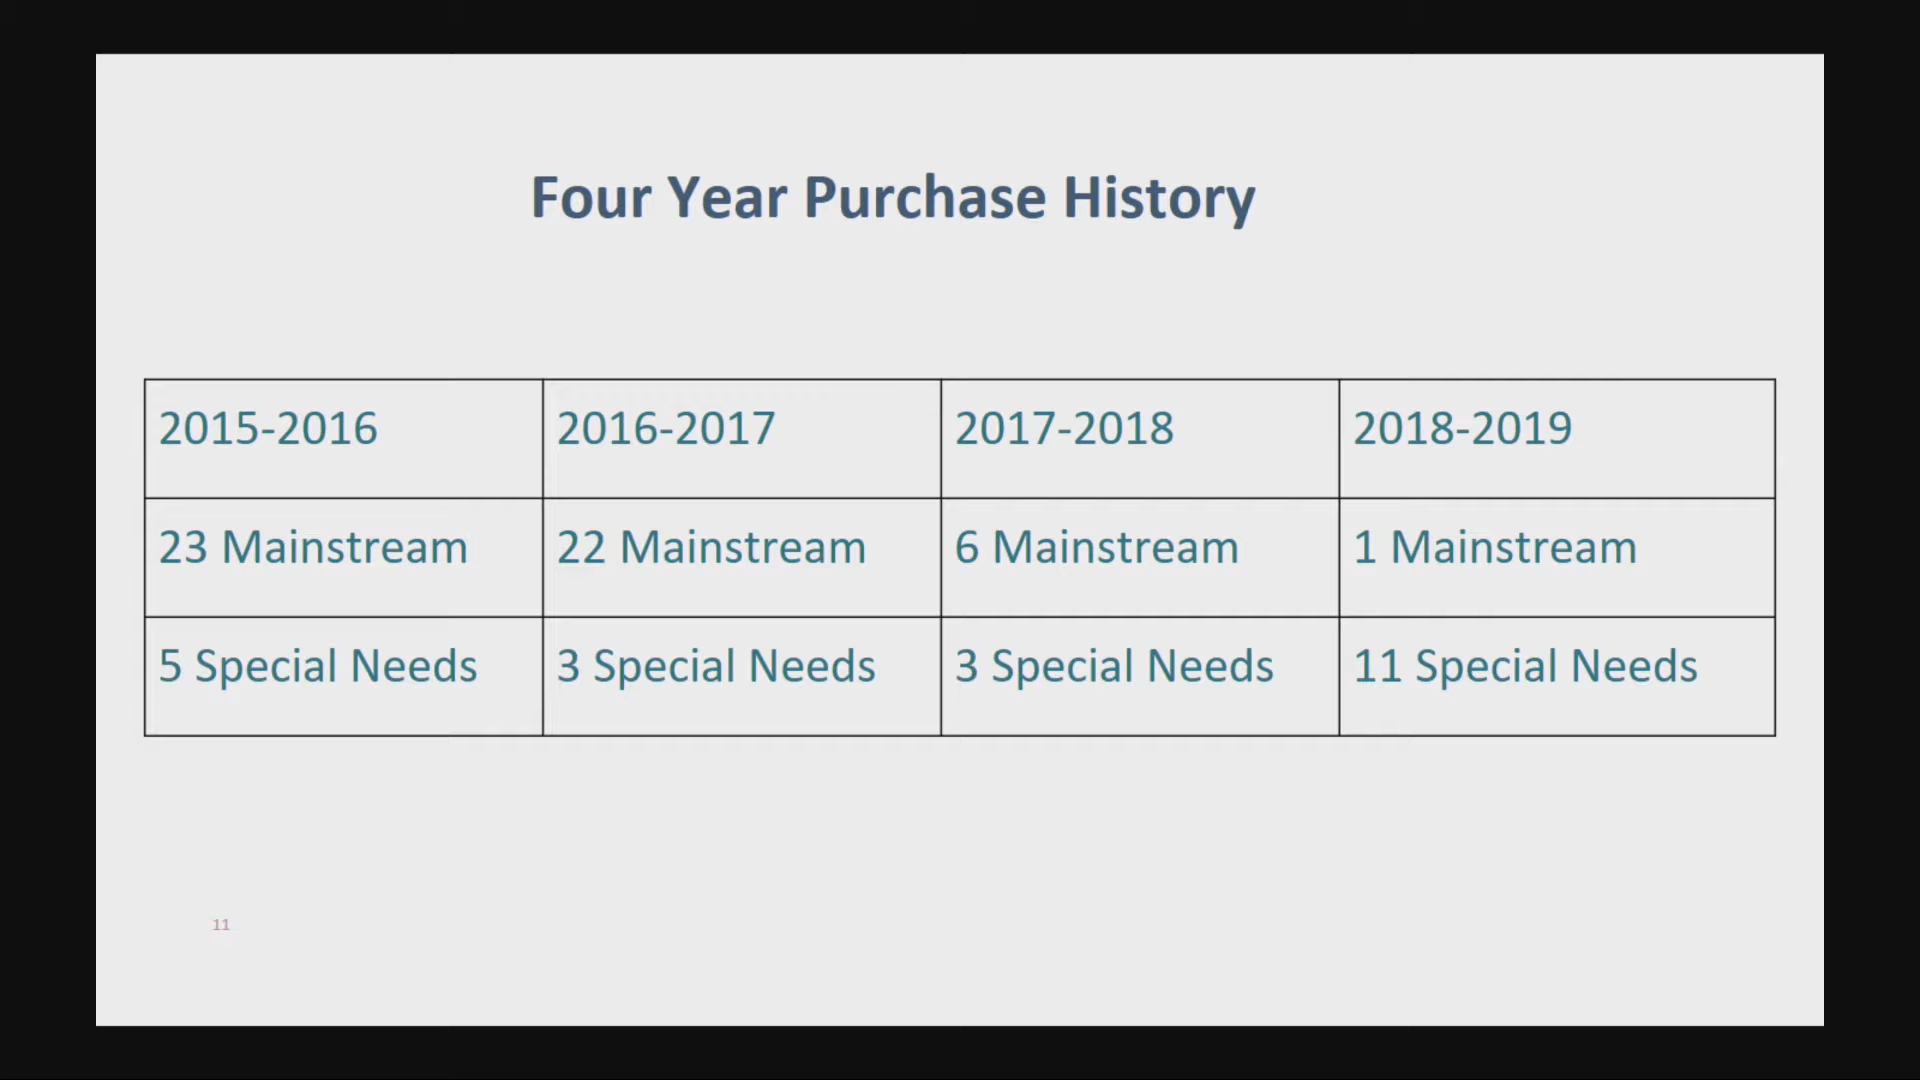 Four Year Purchase History
2015-2016 2016-2017 2017-2018 2018-2019
23 Mainstream 22 Mainstream 6 Mainstream 1 Mainstream
5 Special Needs 3 Special Needs 3 Special Needs 11 Special Needs
11